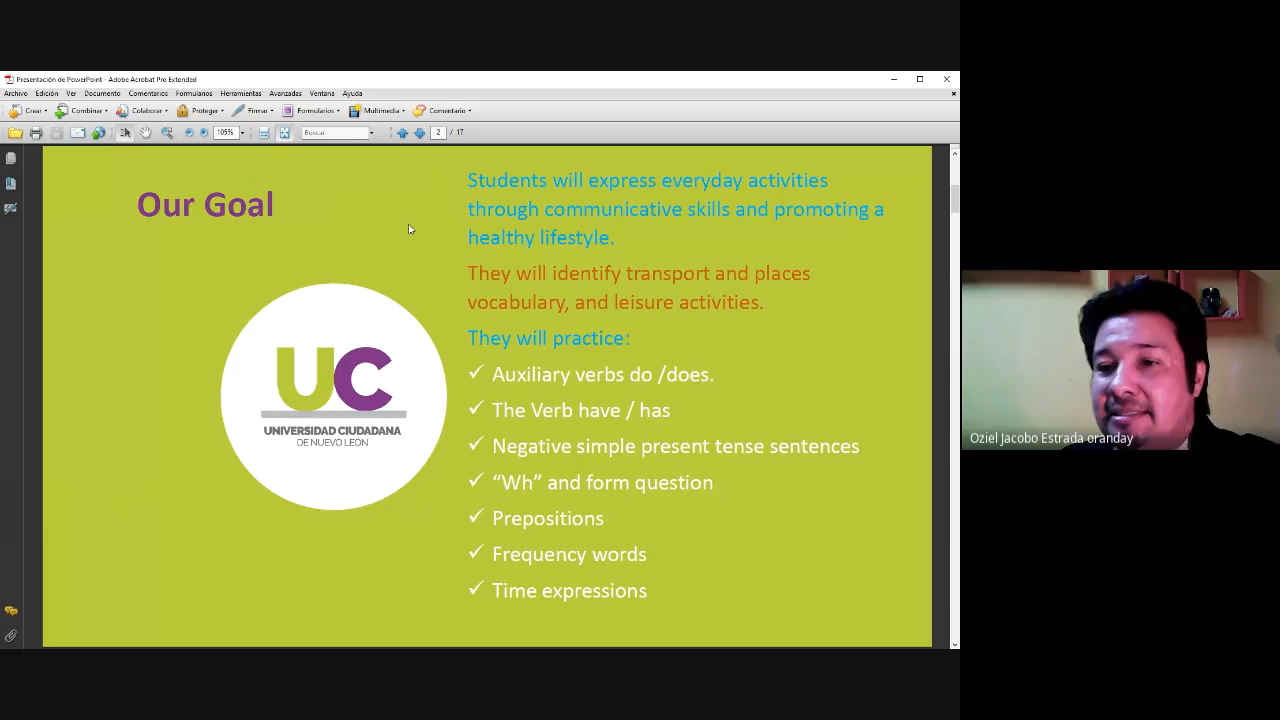 Presentación de PowerPoint - Adobe Acrobat Pro Extended
Archivo Edición Ver Documento Comentarios Formularios Herramientas Avanzadas Ventana Ayuda
Crear Combinar Colaborar Proteger Firmar Formularios Multimedia Comentario
105% Buscar 2 / 17
Our Goal
Students will express everyday activities
through communicative skills and promoting a
healthy lifestyle.
They will identify transport and places
vocabulary, and leisure activities.
They will practice:
✓ Auxiliary verbs do /does.
✓ The Verb have / has
✓ Negative simple present tense sentences
✓ “Wh” and form question
✓ Prepositions
✓ Frequency words
✓ Time expressions
UC
UNIVERSIDAD CIUDADANA
DE NUEVO LEÓN
Oziel Jacobo Estrada oranday